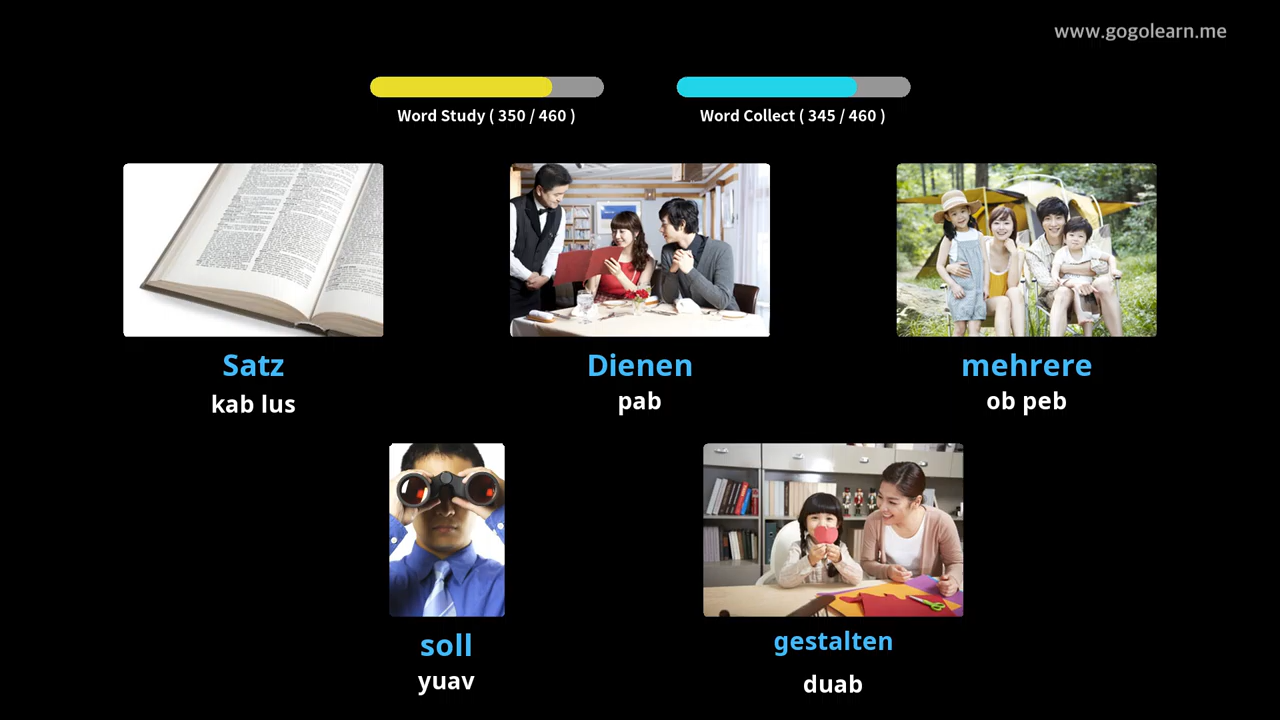 www.gogolearn.me
Word Study ( 350 / 460 )
Word Collect ( 345 / 460 )
Satz
kab lus
Dienen
pab
mehrere
ob peb
soll
yuav
gestalten
duab